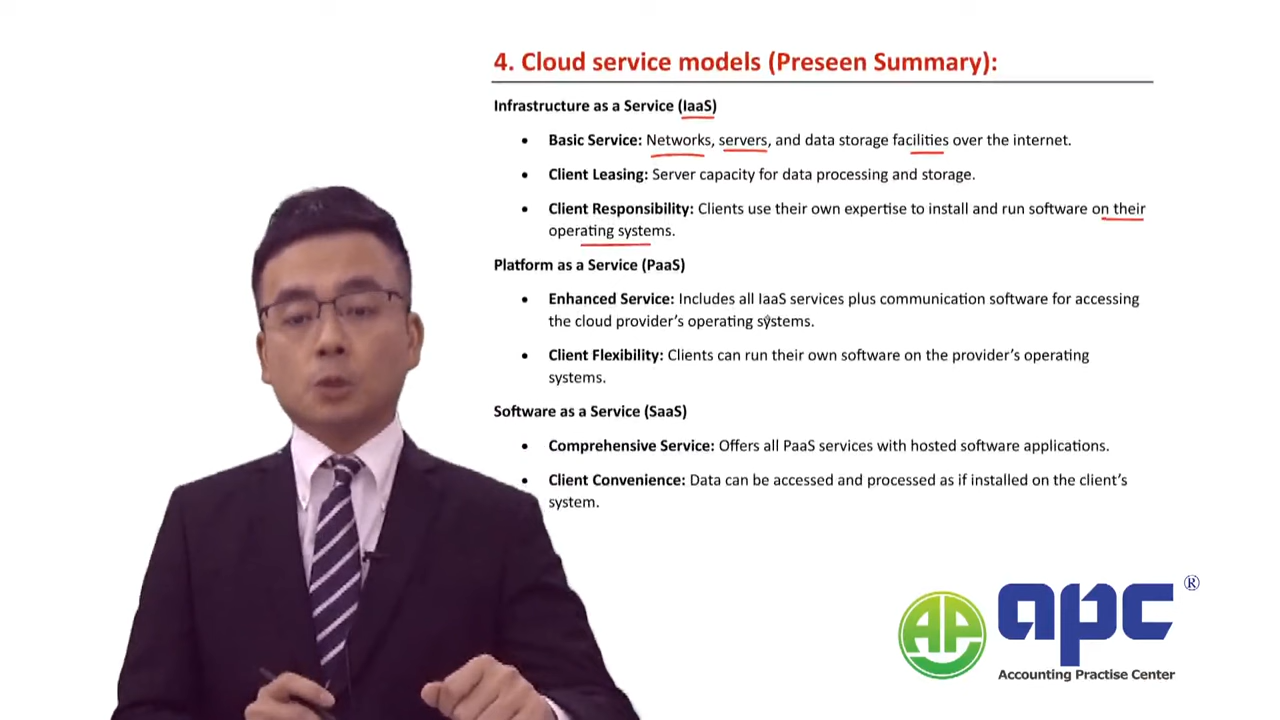 4. Cloud service models (Preseen Summary):
Infrastructure as a Service (IaaS)
• Basic Service: Networks, servers, and data storage facilities over the internet.
• Client Leasing: Server capacity for data processing and storage.
• Client Responsibility: Clients use their own expertise to install and run software on their
operating systems.
Platform as a Service (PaaS)
• Enhanced Service: Includes all IaaS services plus communication software for accessing
the cloud provider’s operating systems.
• Client Flexibility: Clients can run their own software on the provider’s operating
systems.
Software as a Service (SaaS)
• Comprehensive Service: Offers all PaaS services with hosted software applications.
• Client Convenience: Data can be accessed and processed as if installed on the client’s
system.
AP
apc ®
Accounting Practise Center